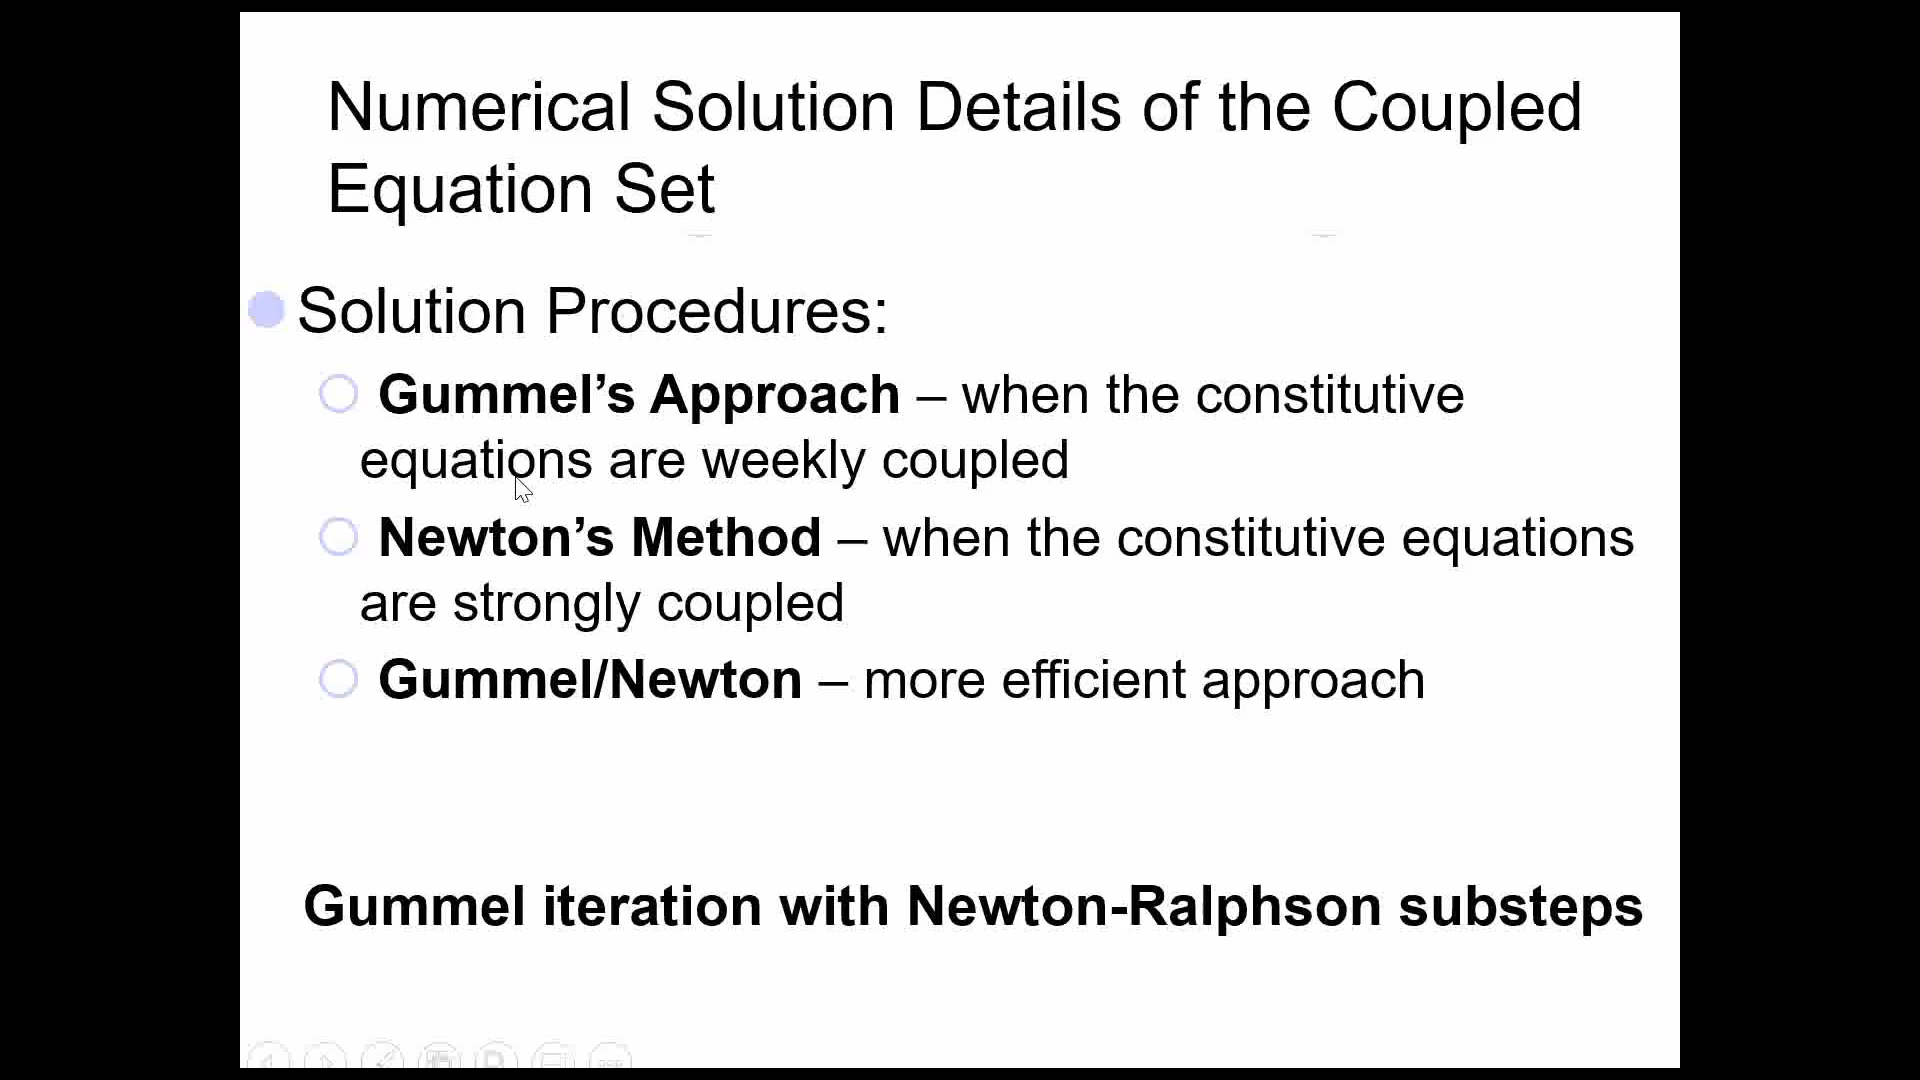 Numerical Solution Details of the Coupled
Equation Set
Solution Procedures:
Gummel’s Approach – when the constitutive
equations are weekly coupled
Newton’s Method – when the constitutive equations
are strongly coupled
Gummel/Newton – more efficient approach
Gummel iteration with Newton-Ralphson substeps